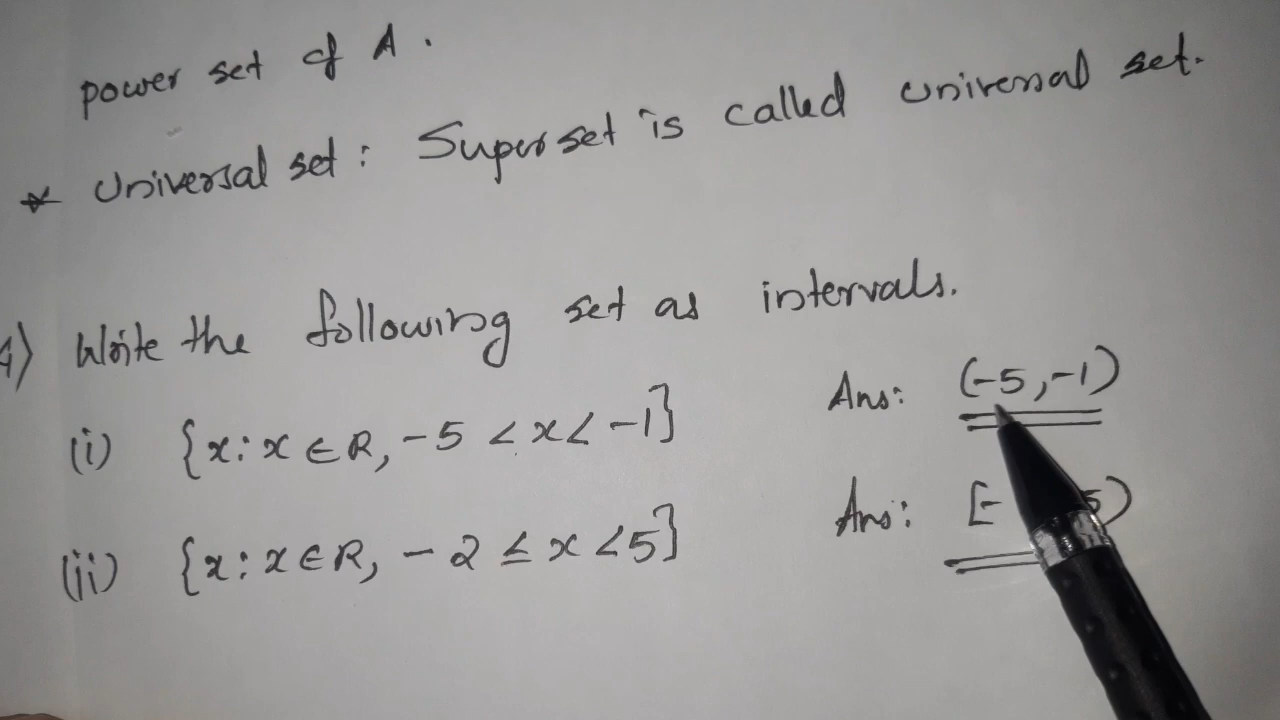 power set of A.
* Universal set: Superset is called universal set.
4) Write the following set as intervals.
(i) {x: x ∈ R, -5 < x < -1} Ans: (-5, -1)
(ii) {x: x ∈ R, -2 ≤ x < 5} Ans: [- 5)